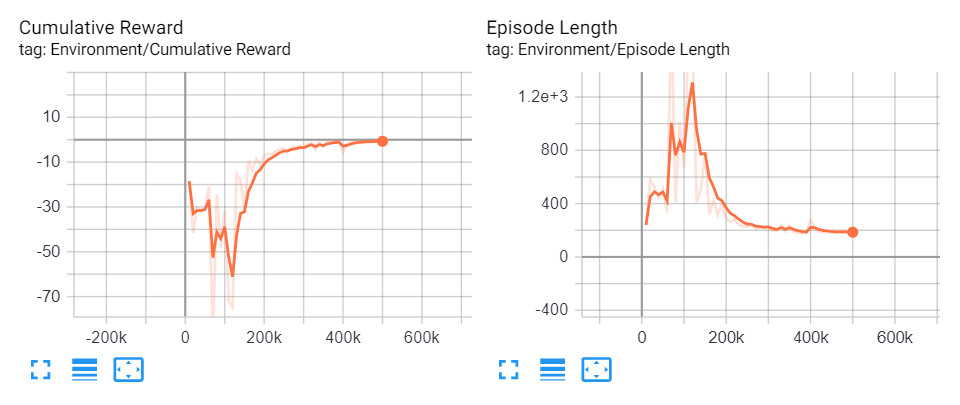 Cumulative Reward
tag: Environment/Cumulative Reward
10
-10
-30
-50
-70
-200k 0 200k 400k 600k
Episode Length
tag: Environment/Episode Length
1.2e+3
800
400
0
-400
0 200k 400k 600k